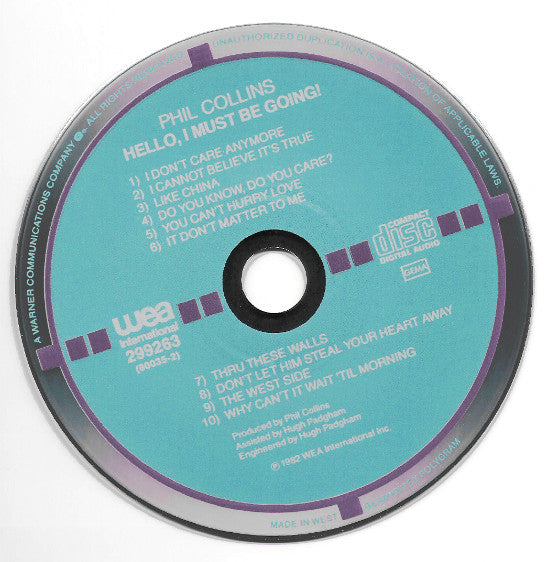 UNAUTHORIZED DUPLICATION IS A VIOLATION OF APPLICABLE LAWS.
A WARNER COMMUNICATIONS COMPANY ALL RIGHTS RESERVED
PHIL COLLINS
HELLO, I MUST BE GOING!
1) I DON'T CARE ANYMORE
2) I CANNOT BELIEVE IT'S TRUE
3) LIKE CHINA
4) DO YOU KNOW, DO YOU CARE?
5) YOU CAN'T HURRY LOVE
6) IT DON'T MATTER TO ME
COMPACT
disc
DIGITAL AUDIO
GEMA
wea
International
299263
(90035-2)
7) THRU THESE WALLS
8) DON'T LET HIM STEAL YOUR HEART AWAY
9) THE WEST SIDE
10) WHY CAN'T IT WAIT 'TIL MORNING
Produced by Phil Collins
Assisted by Hugh Padgham
Engineered by Hugh Padgham
℗ 1982 WEA International Inc.
MADE IN WEST
POLYGRAM